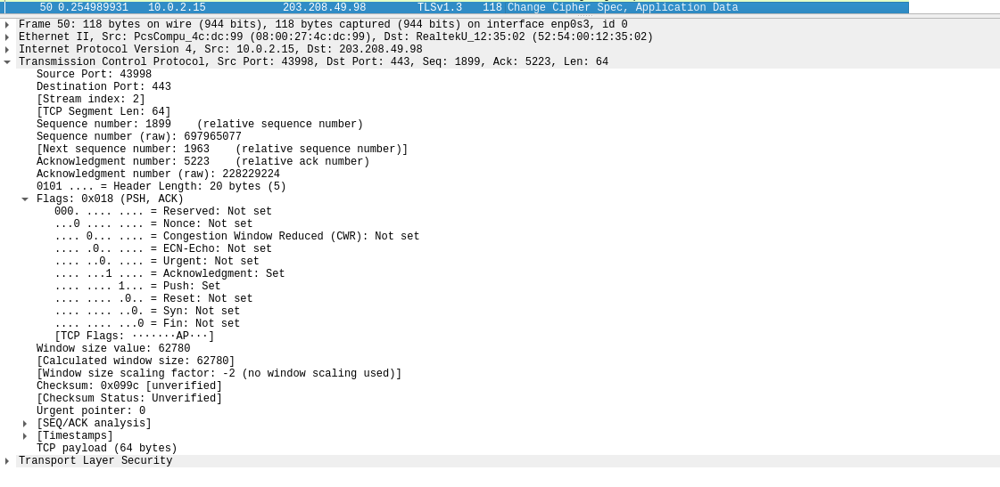 50 0.254989931 10.0.2.15 203.208.49.98 TLSv1.3 118 Change Cipher Spec, Application Data
Frame 50: 118 bytes on wire (944 bits), 118 bytes captured (944 bits) on interface enp0s3, id 0
Ethernet II, Src: PcsCompu_4c:dc:99 (08:00:27:4c:dc:99), Dst: RealtekU_12:35:02 (52:54:00:12:35:02)
Internet Protocol Version 4, Src: 10.0.2.15, Dst: 203.208.49.98
Transmission Control Protocol, Src Port: 43998, Dst Port: 443, Seq: 1899, Ack: 5223, Len: 64
Source Port: 43998
Destination Port: 443
[Stream index: 2]
[TCP Segment Len: 64]
Sequence number: 1899    (relative sequence number)
Sequence number (raw): 697965077
[Next sequence number: 1963    (relative sequence number)]
Acknowledgment number: 5223    (relative ack number)
Acknowledgment number (raw): 228229224
0101 .... = Header Length: 20 bytes (5)
Flags: 0x018 (PSH, ACK)
000. .... .... = Reserved: Not set
...0 .... .... = Nonce: Not set
.... 0... .... = Congestion Window Reduced (CWR): Not set
.... .0.. .... = ECN-Echo: Not set
.... ..0. .... = Urgent: Not set
.... ...1 .... = Acknowledgment: Set
.... .... 1... = Push: Set
.... .... .0.. = Reset: Not set
.... .... ..0. = Syn: Not set
.... .... ...0 = Fin: Not set
[TCP Flags: ·······AP···]
Window size value: 62780
[Calculated window size: 62780]
[Window size scaling factor: -2 (no window scaling used)]
Checksum: 0x099c [unverified]
[Checksum Status: Unverified]
Urgent pointer: 0
[SEQ/ACK analysis]
[Timestamps]
TCP payload (64 bytes)
Transport Layer Security